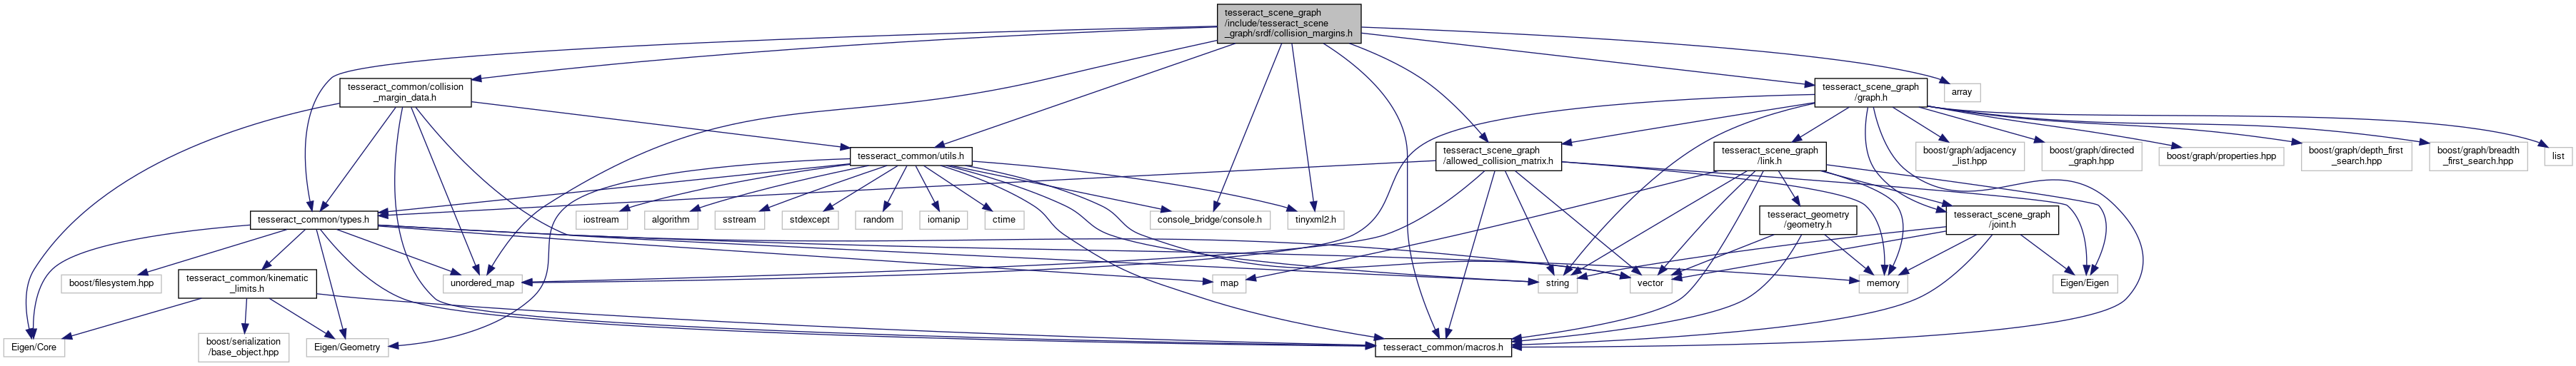 tesseract_scene_graph
/include/tesseract_scene
_graph/srdf/collision_margins.h
tesseract_common/collision
_margin_data.h
tesseract_scene_graph
/graph.h
array
tesseract_common/utils.h
tesseract_scene_graph
/allowed_collision_matrix.h
tesseract_scene_graph
/link.h
boost/graph/adjacency
_list.hpp
boost/graph/directed
_graph.hpp
boost/graph/properties.hpp
boost/graph/depth_first
_search.hpp
boost/graph/breadth
_first_search.hpp
list
tesseract_common/types.h
iostream
algorithm
sstream
stdexcept
random
iomanip
ctime
console_bridge/console.h
tinyxml2.h
tesseract_geometry
/geometry.h
tesseract_scene_graph
/joint.h
boost/filesystem.hpp
tesseract_common/kinematic
_limits.h
unordered_map
map
string
vector
memory
Eigen/Eigen
Eigen/Core
boost/serialization
/base_object.hpp
Eigen/Geometry
tesseract_common/macros.h